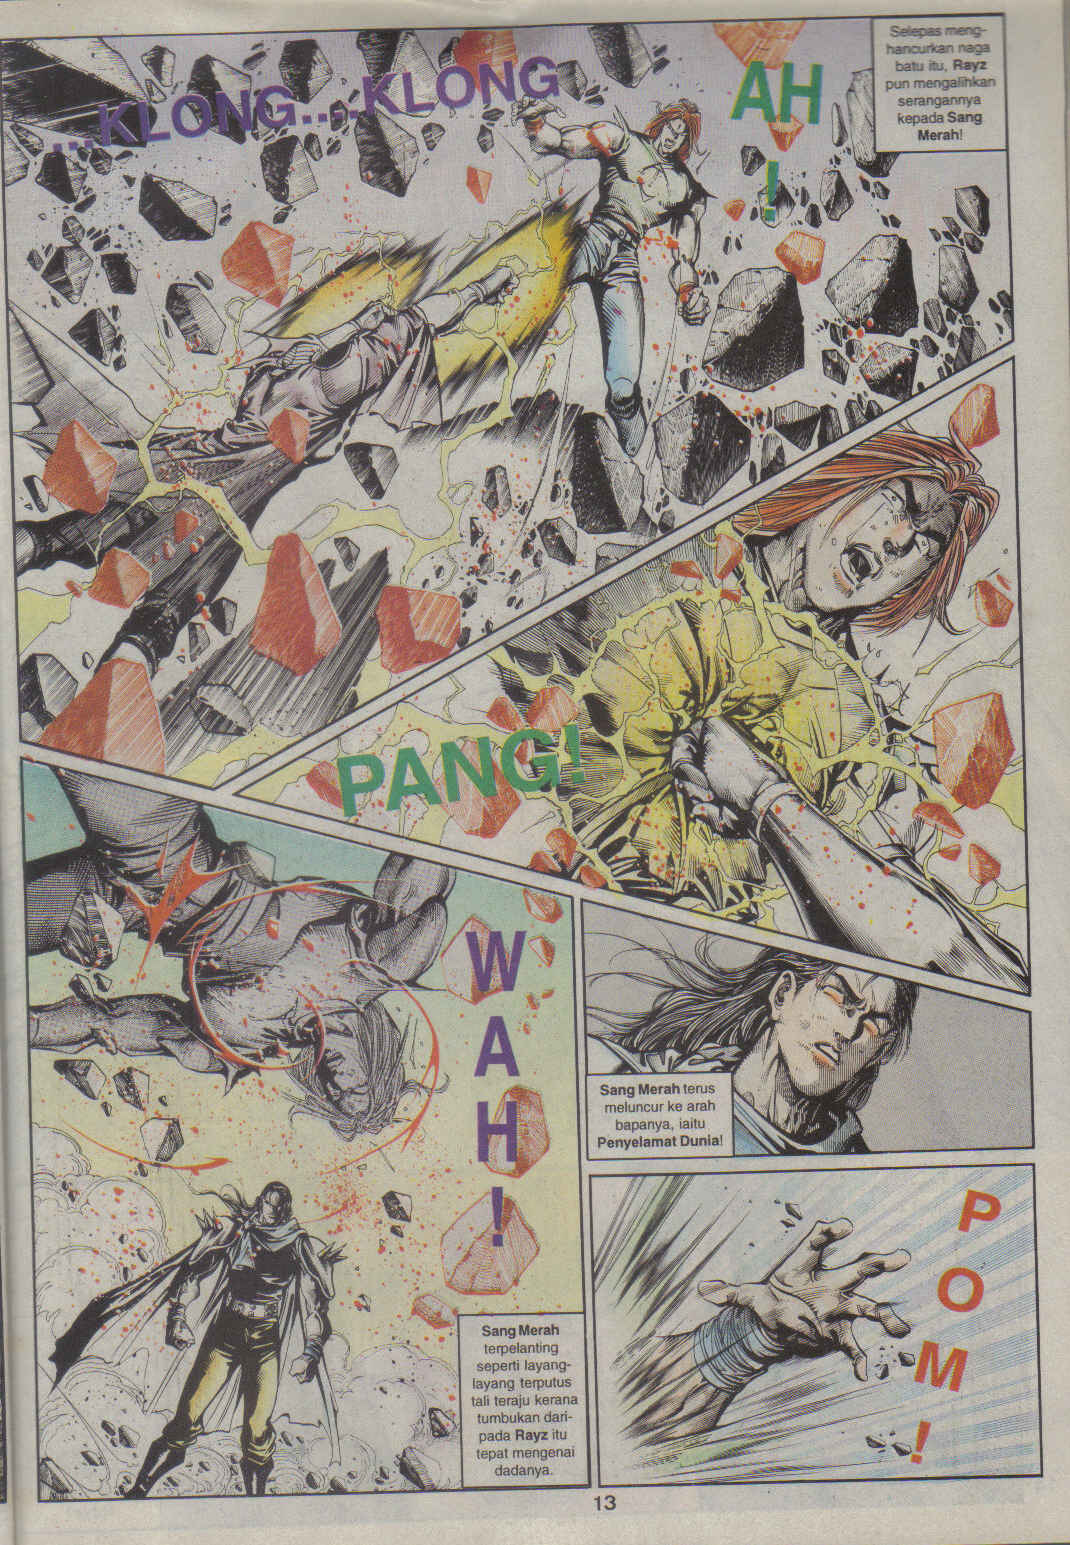 ...KLONG....KLONG
AH
!
Selepas meng-
hancurkan naga
batu itu, Rayz
pun mengalihkan
serangannya
kepada Sang
Merah!
PANG!..
WAH!
Sang Merah terus
meluncur ke arah
bapanya, iaitu
Penyelamat Dunia!
Sang Merah
terpelanting
seperti layang-
layang terputus
tali teraju kerana
tumbukan dari-
pada Rayz itu
tepat mengenai
dadanya.
POM!
13